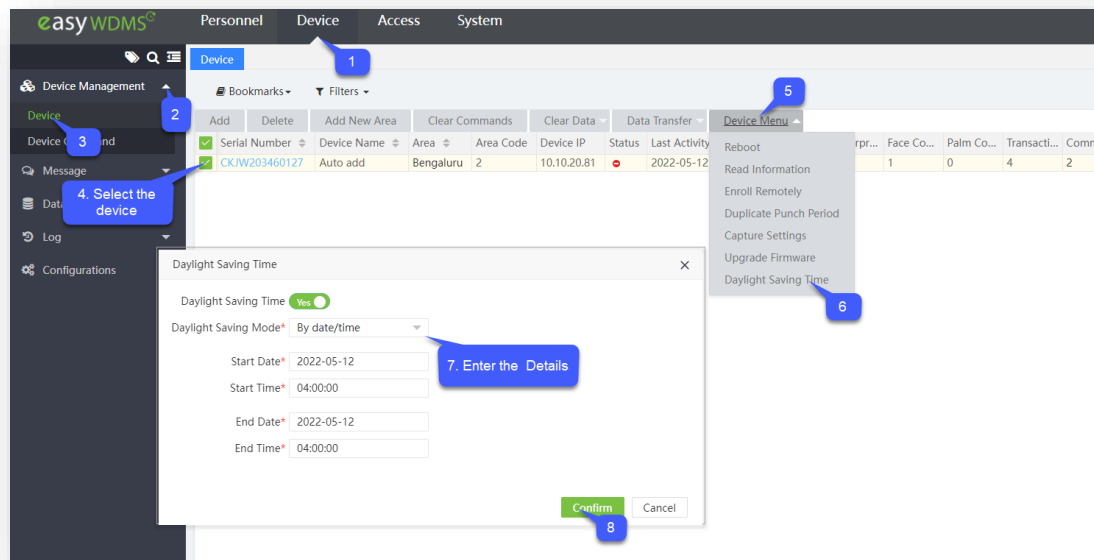 easy WDMS
Personnel Device Access System
Device
1
Device Management
Bookmarks Filters
5
2
Device
Add Delete Add New Area Clear Commands Clear Data Data Transfer Device Menu
3
Device C and
Serial Number Device Name Area Area Code Device IP Status Last Activity rpr... Face Co... Palm Co... Transacti... Comm
CKJW203460127 Auto add Bengaluru 2 10.10.20.81 2022-05-12 1 0 4 2
Reboot
Read Information
Enroll Remotely
Duplicate Punch Period
Capture Settings
Upgrade Firmware
Daylight Saving Time
6
Message
4. Select the
device
Dat
Log
Configurations
Daylight Saving Time
Daylight Saving Time Yes
Daylight Saving Mode* By date/time
7. Enter the Details
Start Date* 2022-05-12
Start Time* 04:00:00
End Date* 2022-05-12
End Time* 04:00:00
Confirm Cancel
8